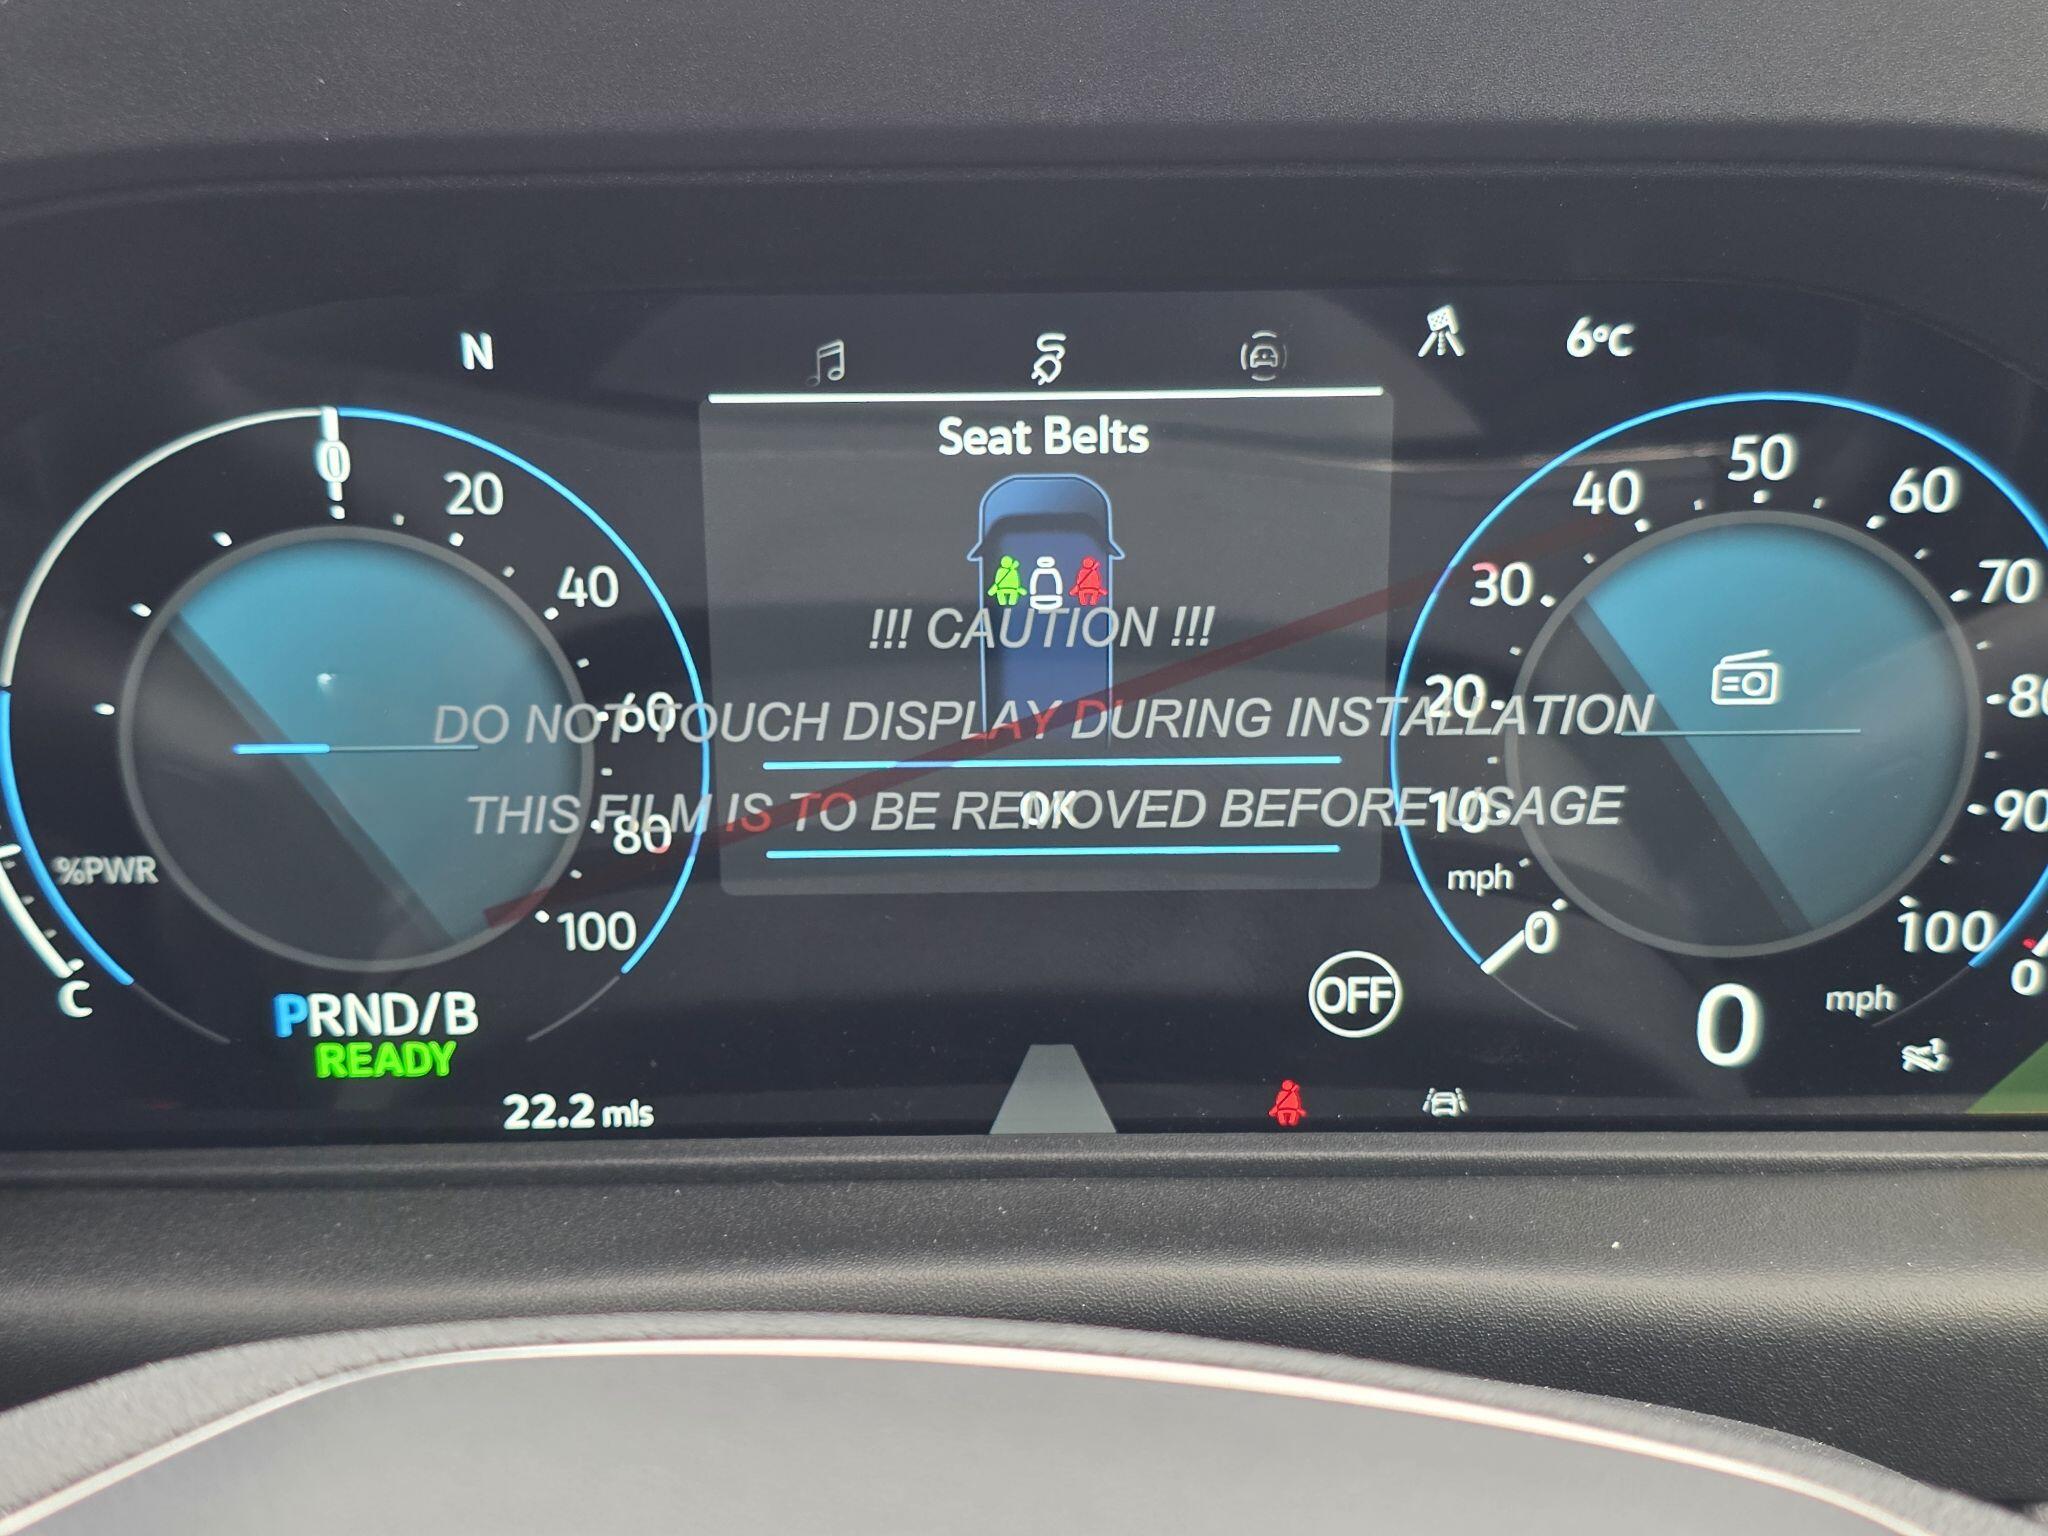 N
6°C
Seat Belts
0
20
40
60
80
100
%PWR
C
!!! CAUTION !!!
DO NOT TOUCH DISPLAY DURING INSTALLATION
THIS FILM IS TO BE REMOVED BEFORE USAGE
OK
0
10
20
30
40
50
60
70
80
90
100
mph
0 mph
0
OFF
PRND/B
READY
22.2 mls